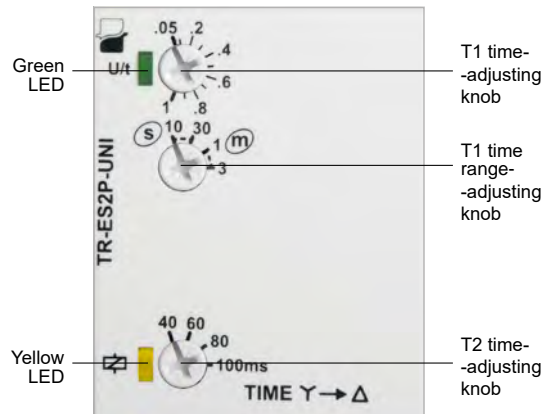 Green
LED
U/t
.05 .2
.4
.6
.8
1
T1 time-
-adjusting
knob
s 10 30
1 m
3
T1 time
range-
-adjusting
knob
TR-ES2P-UNI
Yellow
LED
40 60
80
100ms
T2 time-
-adjusting
knob
TIME Y → Δ